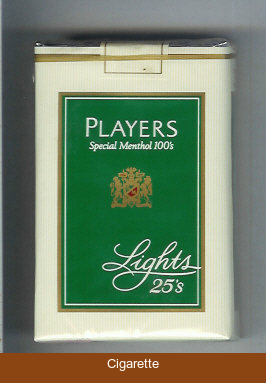 PLAYERS
Special Menthol 100's
Lights
25's
Cigarette